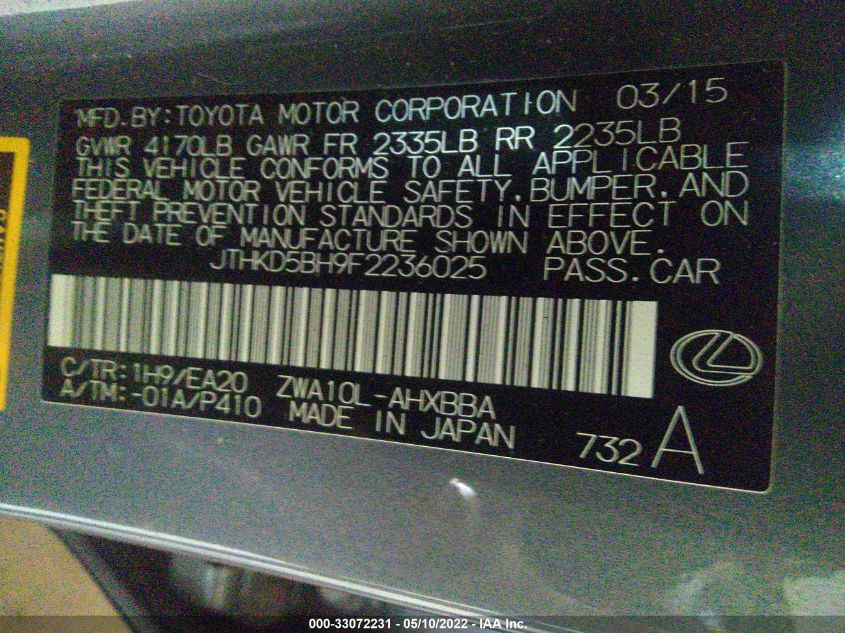 MFD.BY:TOYOTA MOTOR CORPORATION 03/15
GVWR 4170LB GAWR FR 2335LB RR 2235LB
THIS VEHICLE CONFORMS TO ALL APPLICABLE
FEDERAL MOTOR VEHICLE SAFETY,BUMPER,AND
THEFT PREVENTION STANDARDS IN EFFECT ON
THE DATE OF MANUFACTURE SHOWN ABOVE.
JTHKD5BH9F2236025 PASS.CAR
C/TR:1H9/EA20 ZWA10L-AHXBBA
A/TM:-01A/P410 MADE IN JAPAN
732 A
000-33072231 - 05/10/2022 - IAA Inc.